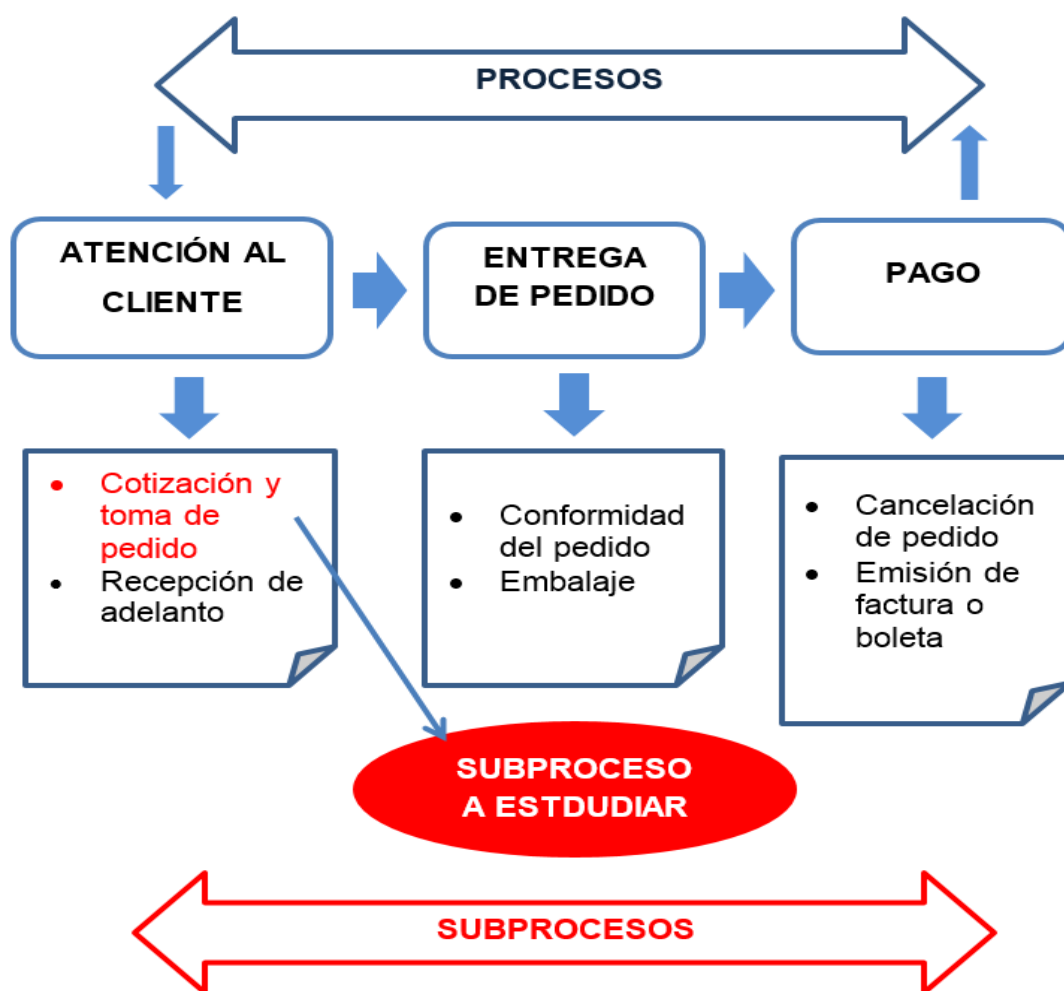 PROCESOS
ATENCIÓN AL
CLIENTE
ENTREGA
DE PEDIDO
PAGO
• Cotización y
toma de
pedido
• Recepción de
adelanto
• Conformidad
del pedido
• Embalaje
• Cancelación
de pedido
• Emisión de
factura o
boleta
SUBPROCESO
A ESTDUDIAR
SUBPROCESOS